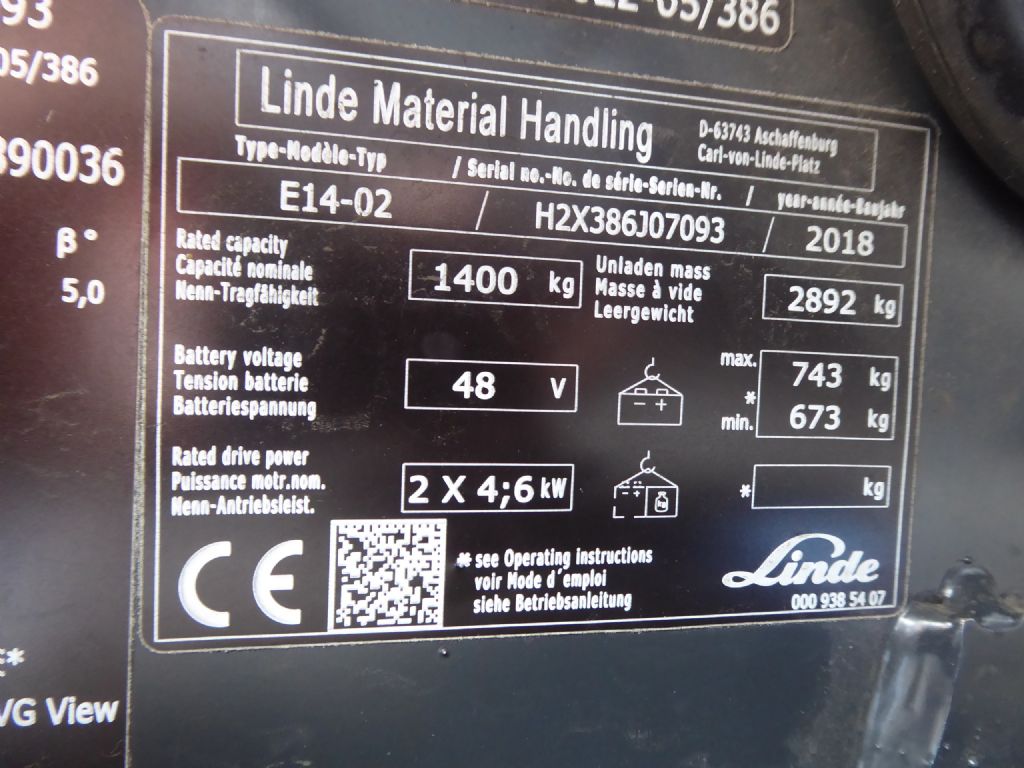 93
05/386
390036
β°
5,0
*
VG View
-05/386
Linde Material Handling
D-63743 Aschaffenburg
Carl-von-Linde-Platz
Type-Modèle-Typ / Serial no.-No. de série-Serien-Nr. / year-année-Baujahr
E14-02 / H2X386J07093 / 2018
Rated capacity
Capacité nominale
Nenn-Tragfähigkeit
1400 kg
Unladen mass
Masse à vide
Leergewicht
2892 kg
Battery voltage
Tension batterie
Batteriespannung
48 V
- +
max. 743 kg
*
min. 673 kg
Rated drive power
Puissance motr.nom.
Nenn-Antriebsleist.
2 X 4;6 kW
- +
kg
* kg
CE
* see Operating instructions
voir Mode d´emploi
siehe Betriebsanleitung
Linde
000 938 54 07